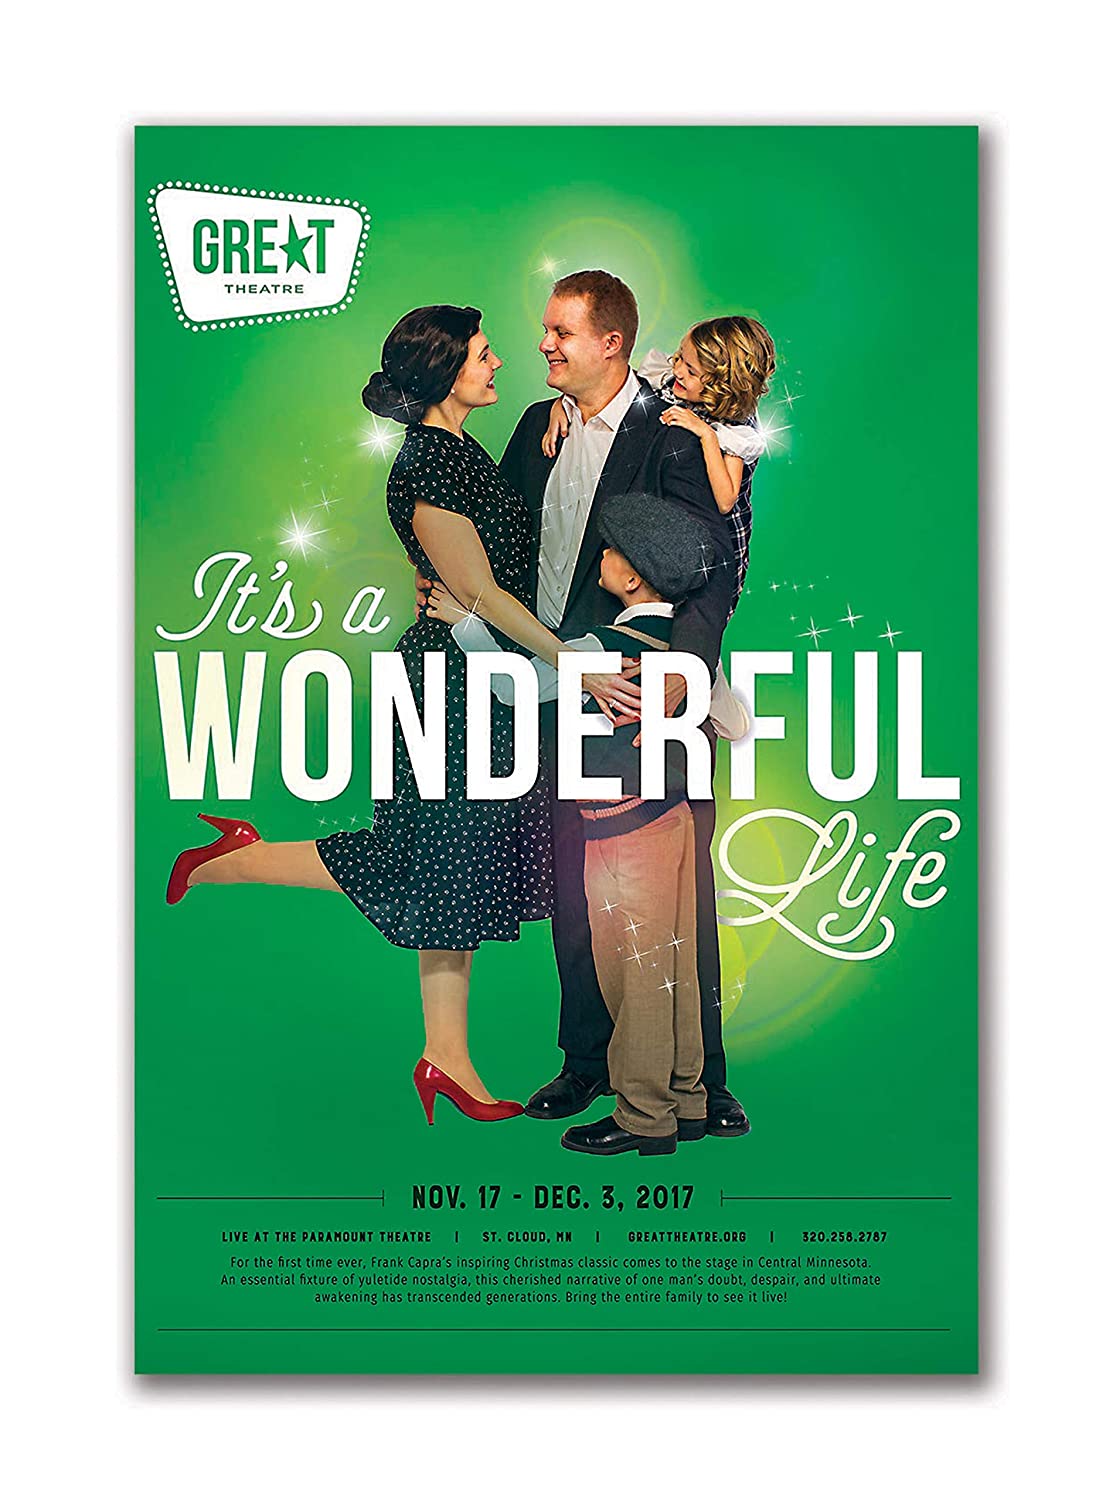 GREAT
THEATRE
It's a
WONDERFUL
Life
NOV. 17 - DEC. 3, 2017
LIVE AT THE PARAMOUNT THEATRE | ST. CLOUD, MN | GREATTHEATRE.ORG | 320.258.2787
For the first time ever, Frank Capra's inspiring Christmas classic comes to the stage in Central Minnesota.
An essential fixture of yuletide nostalgia, this cherished narrative of one man's doubt, despair, and ultimate
awakening has transcended generations. Bring the entire family to see it live!